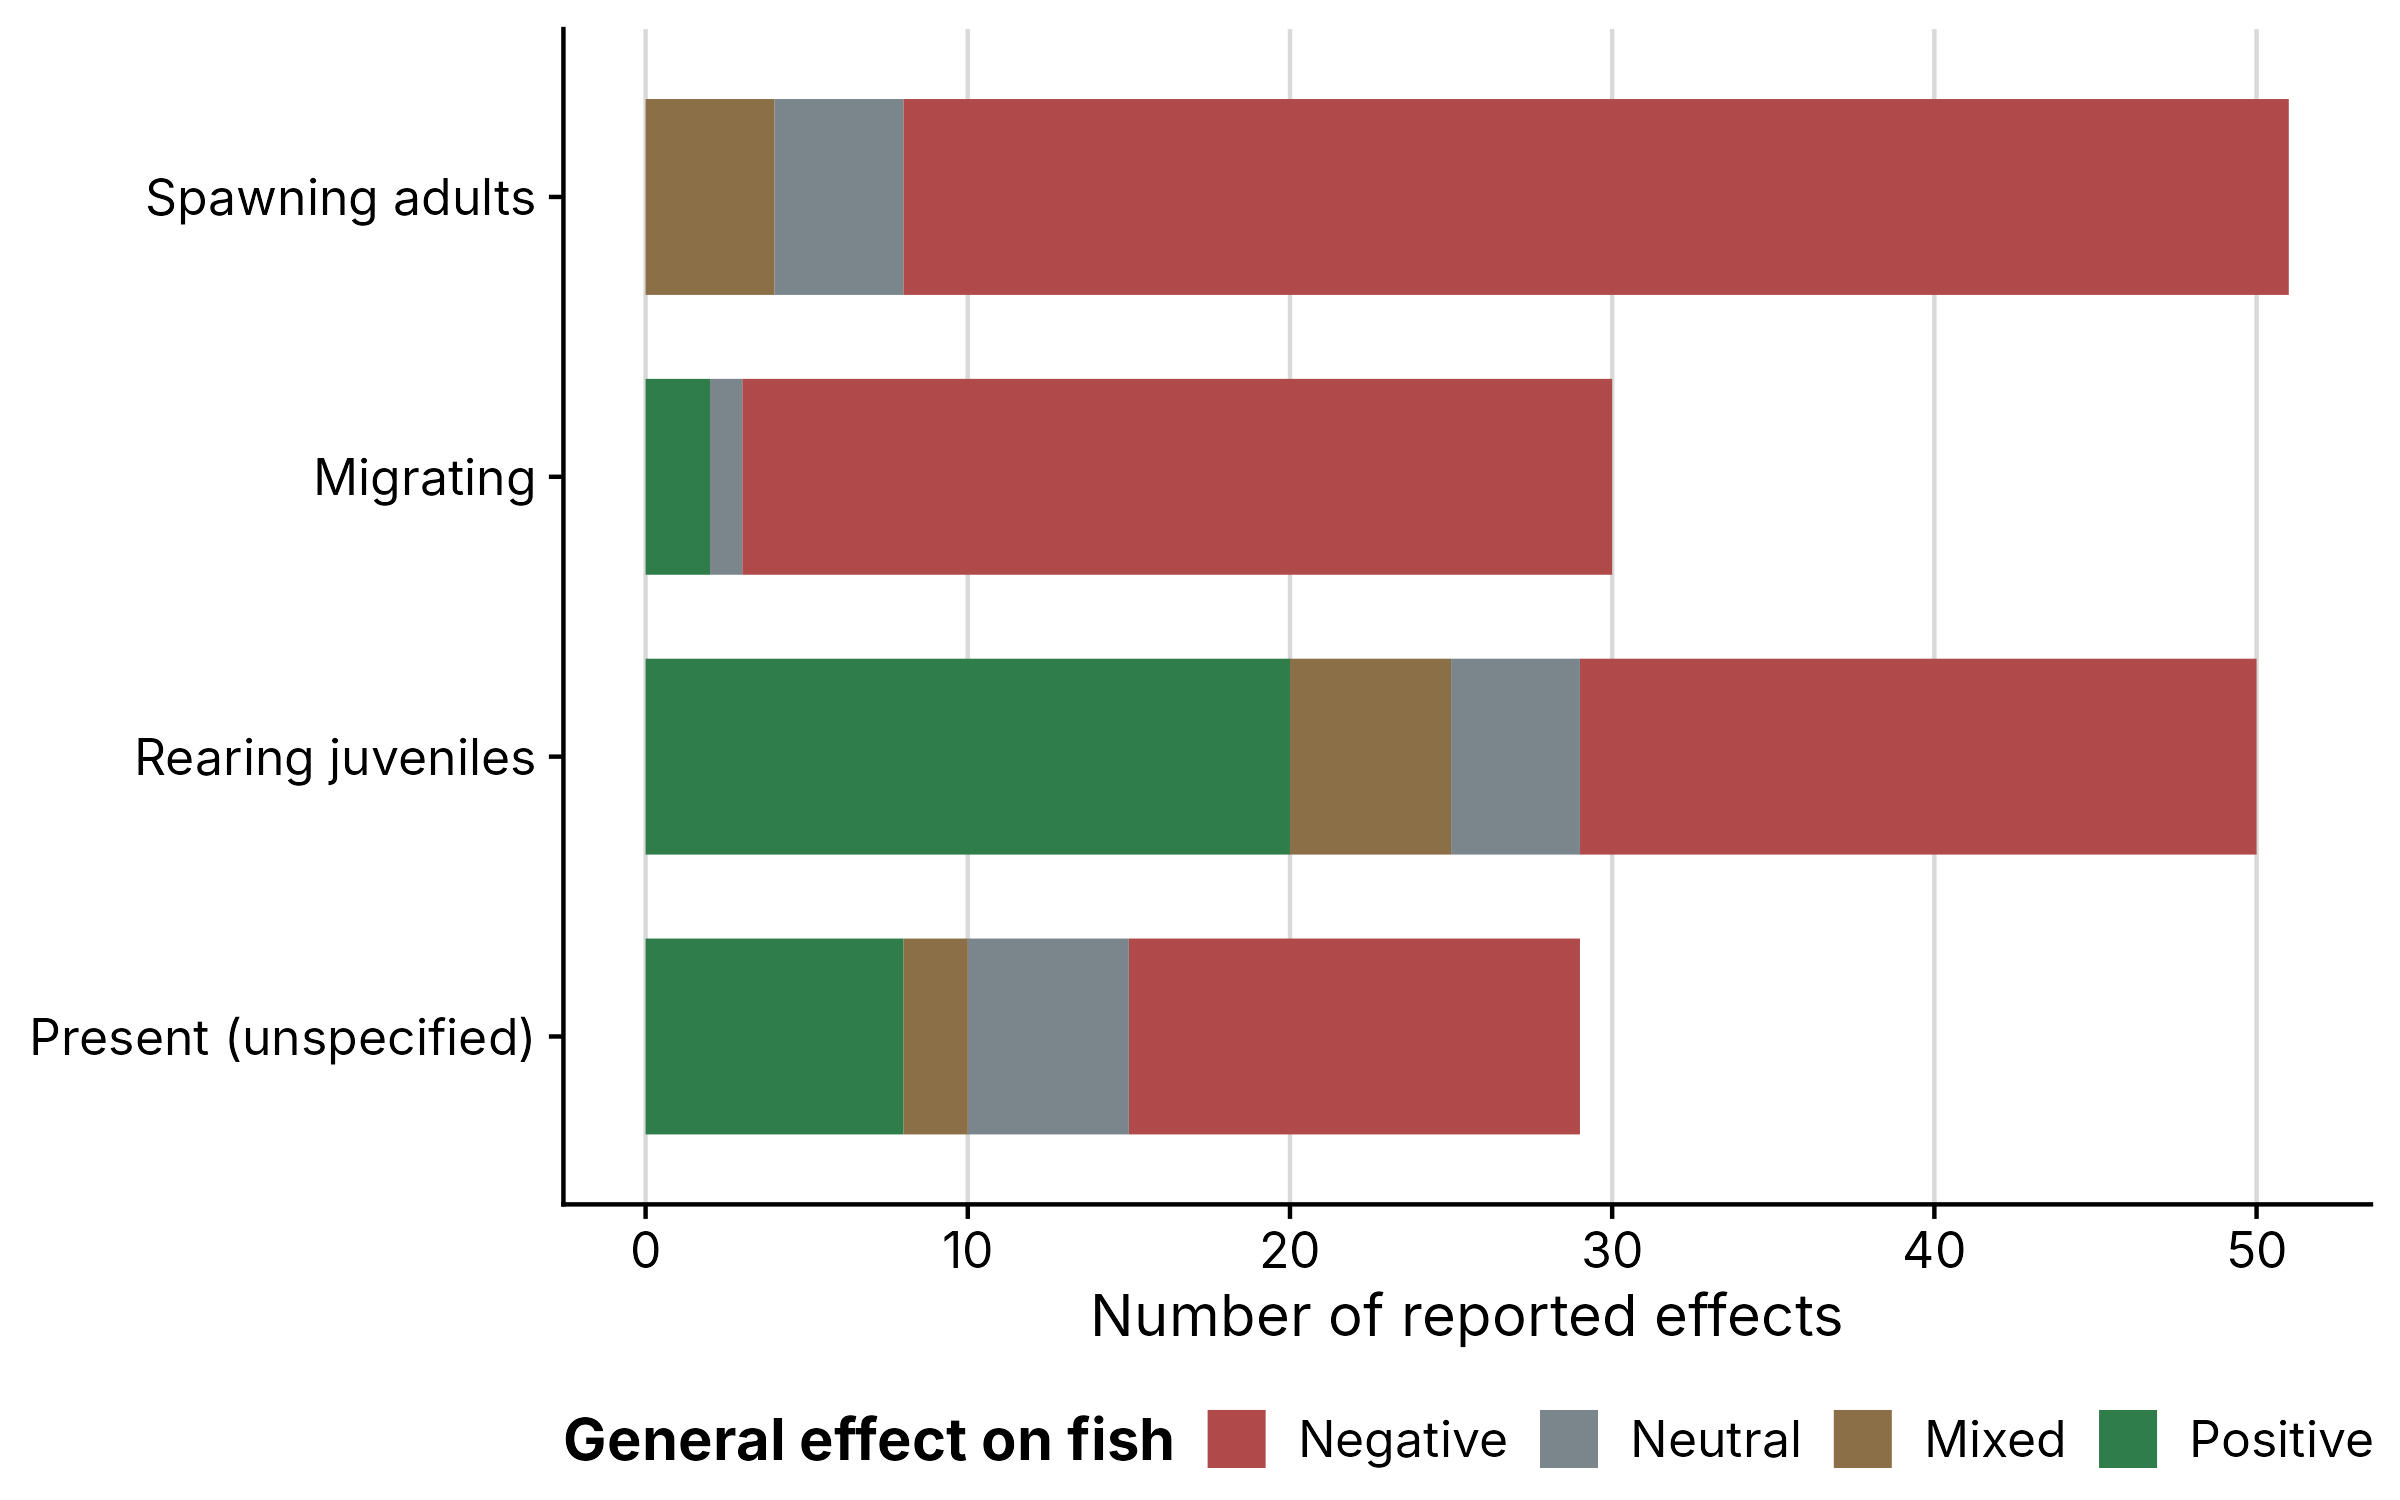 Spawning adults
Migrating
Rearing juveniles
Present (unspecified)
0 10 20 30 40 50
Number of reported effects
General effect on fish Negative Neutral Mixed Positive